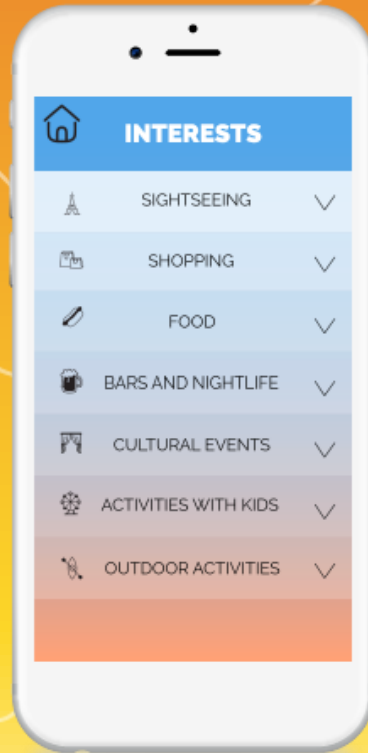 INTERESTS
SIGHTSEEING
SHOPPING
FOOD
BARS AND NIGHTLIFE
CULTURAL EVENTS
ACTIVITIES WITH KIDS
OUTDOOR ACTIVITIES